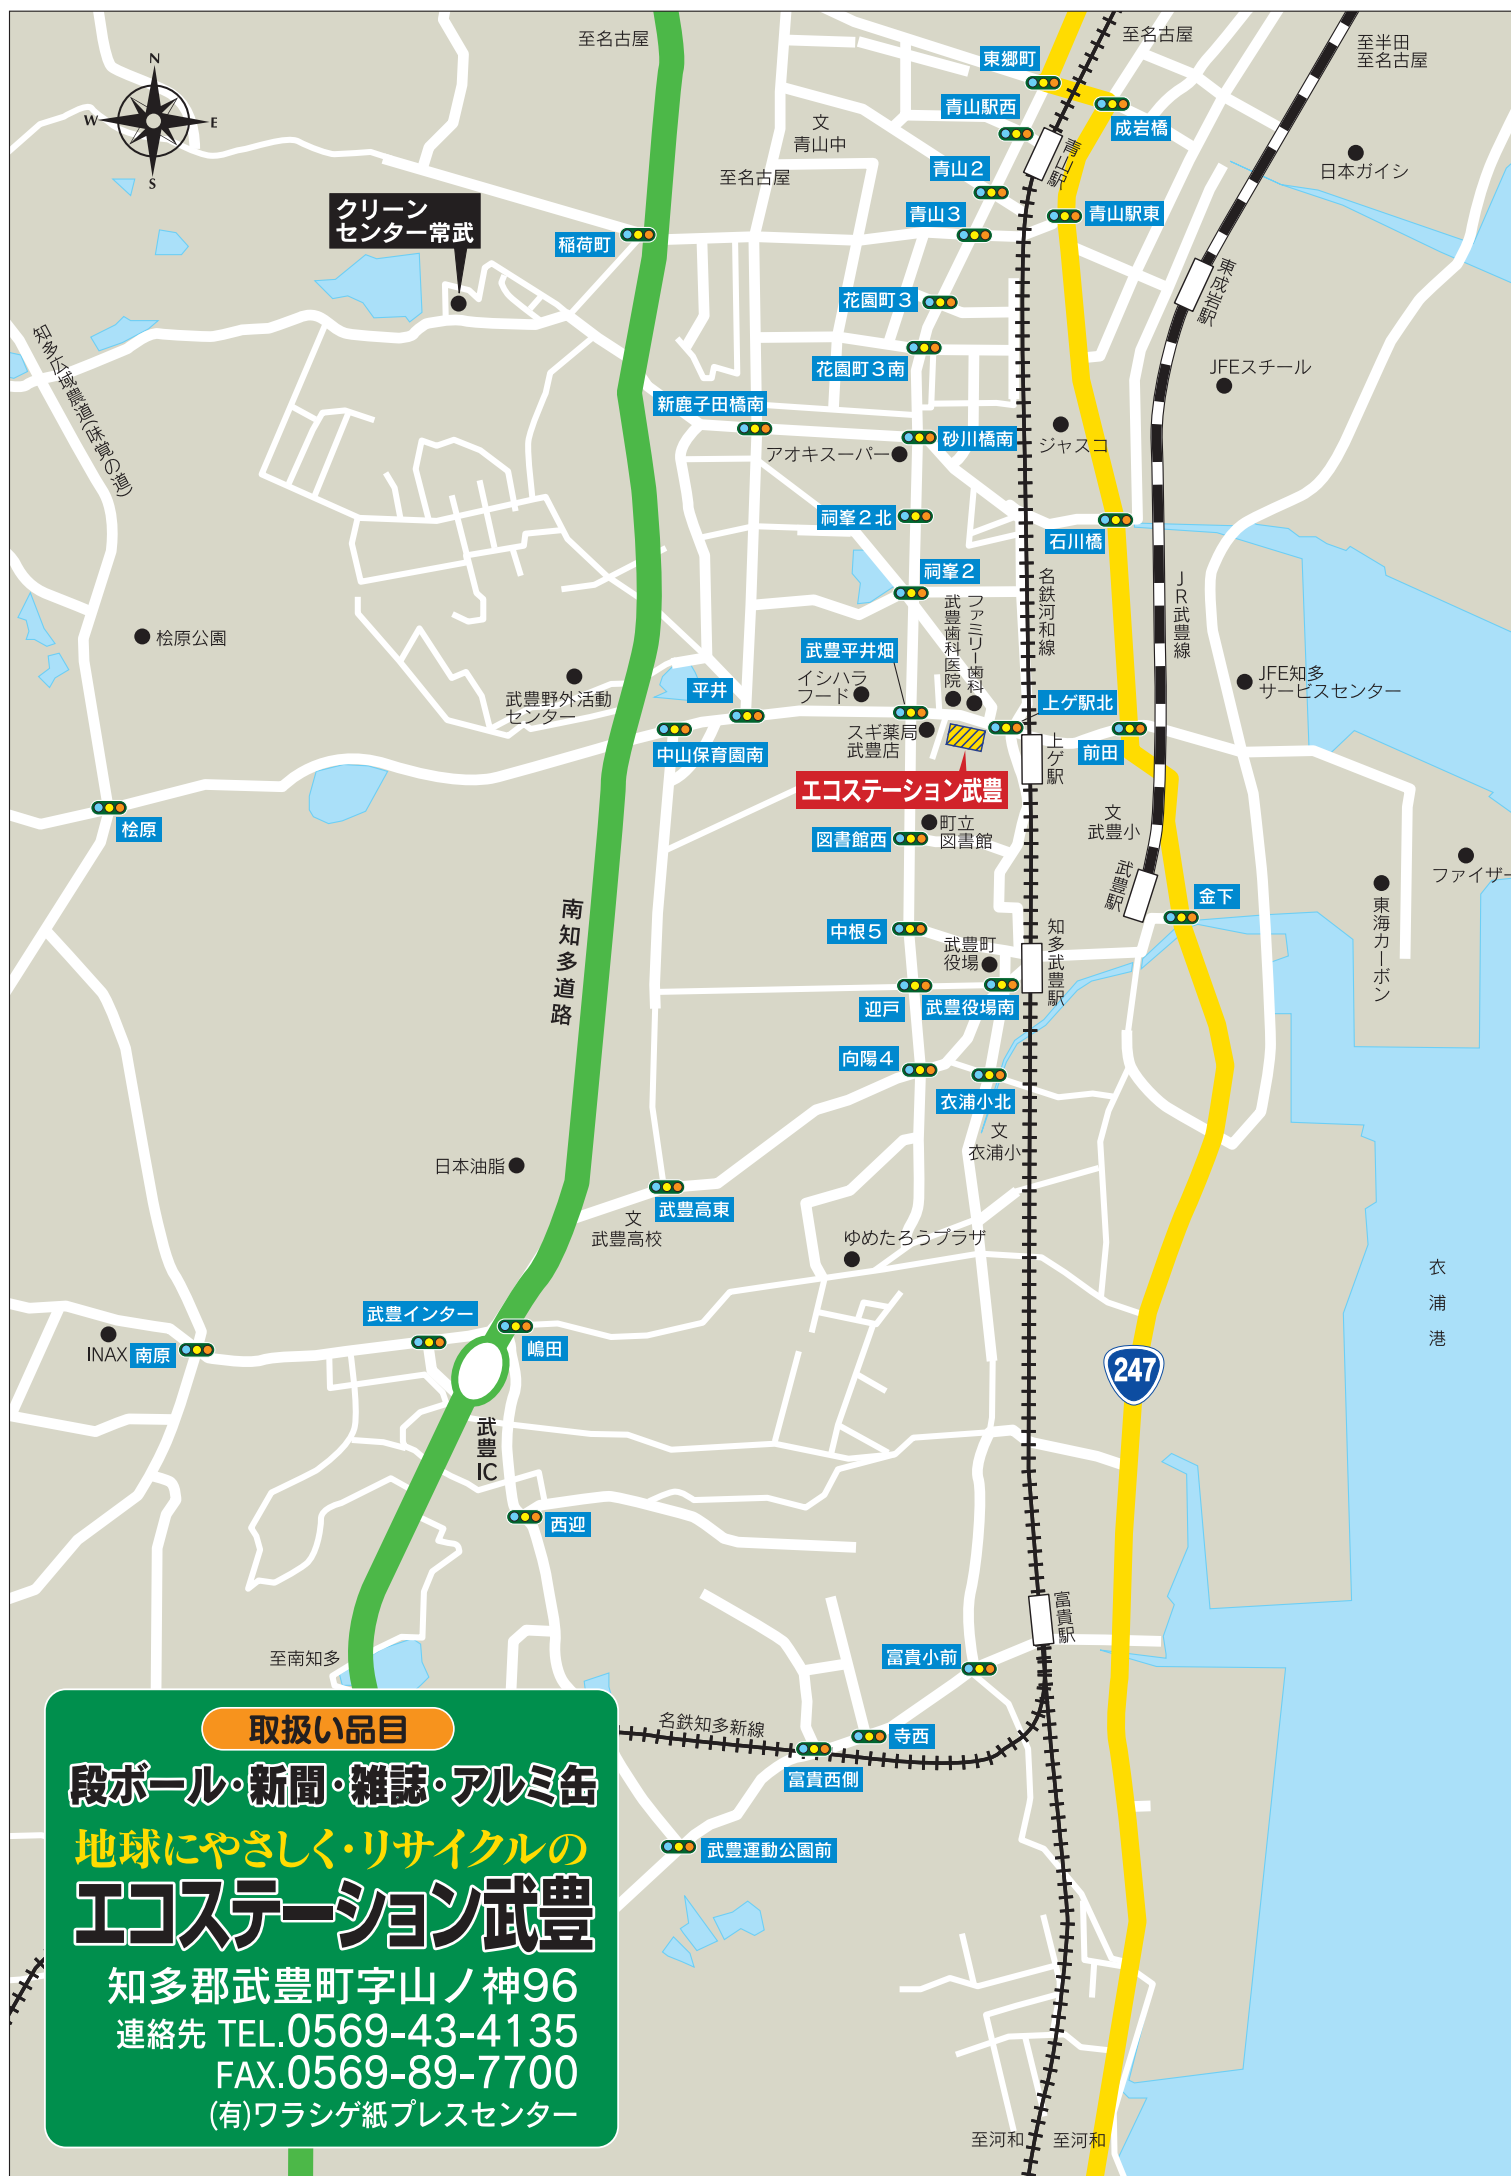 至名古屋
至名古屋
至半田
至名古屋
N
W
E
S
東郷町
青山駅西
成岩橋
文
青山中
青山駅
日本ガイシ
至名古屋
青山2
青山3
青山駅東
クリーン
センター常武
稲荷町
東成岩駅
花園町3
花園町3南
JFEスチール
知多広域農道(味覚の道)
新鹿子田橋南
砂川橋南
アオキスーパー
ジャスコ
祠峯2北
石川橋
祠峯2
名鉄河和線
JR武豊線
武豊歯科医院
ファミリー歯科
桧原公園
武豊平井畑
イシハラ
フード
JFE知多
サービスセンター
武豊野外活動
センター
平井
上ゲ駅北
スギ薬局
武豊店
中山保育園南
前田
上ゲ駅
エコステーション武豊
桧原
町立
図書館
図書館西
文
武豊小
武豊駅
ファイザー
金下
東海カーボン
南知多道路
中根5
武豊町
役場
知多武豊駅
迎戸
武豊役場南
向陽4
衣浦小北
文
衣浦小
日本油脂
武豊高東
文
武豊高校
ゆめたろうプラザ
衣浦港
武豊インター
嶋田
INAX
南原
247
武豊IC
西迎
富貴駅
至南知多
富貴小前
名鉄知多新線
寺西
富貴西側
武豊運動公園前
取扱い品目
段ボール・新聞・雑誌・アルミ缶
地球にやさしく・リサイクルの
エコステーション武豊
知多郡武豊町字山ノ神96
連絡先 TEL.0569-43-4135
FAX.0569-89-7700
(有)ワラシゲ紙プレスセンター
至河和
至河和